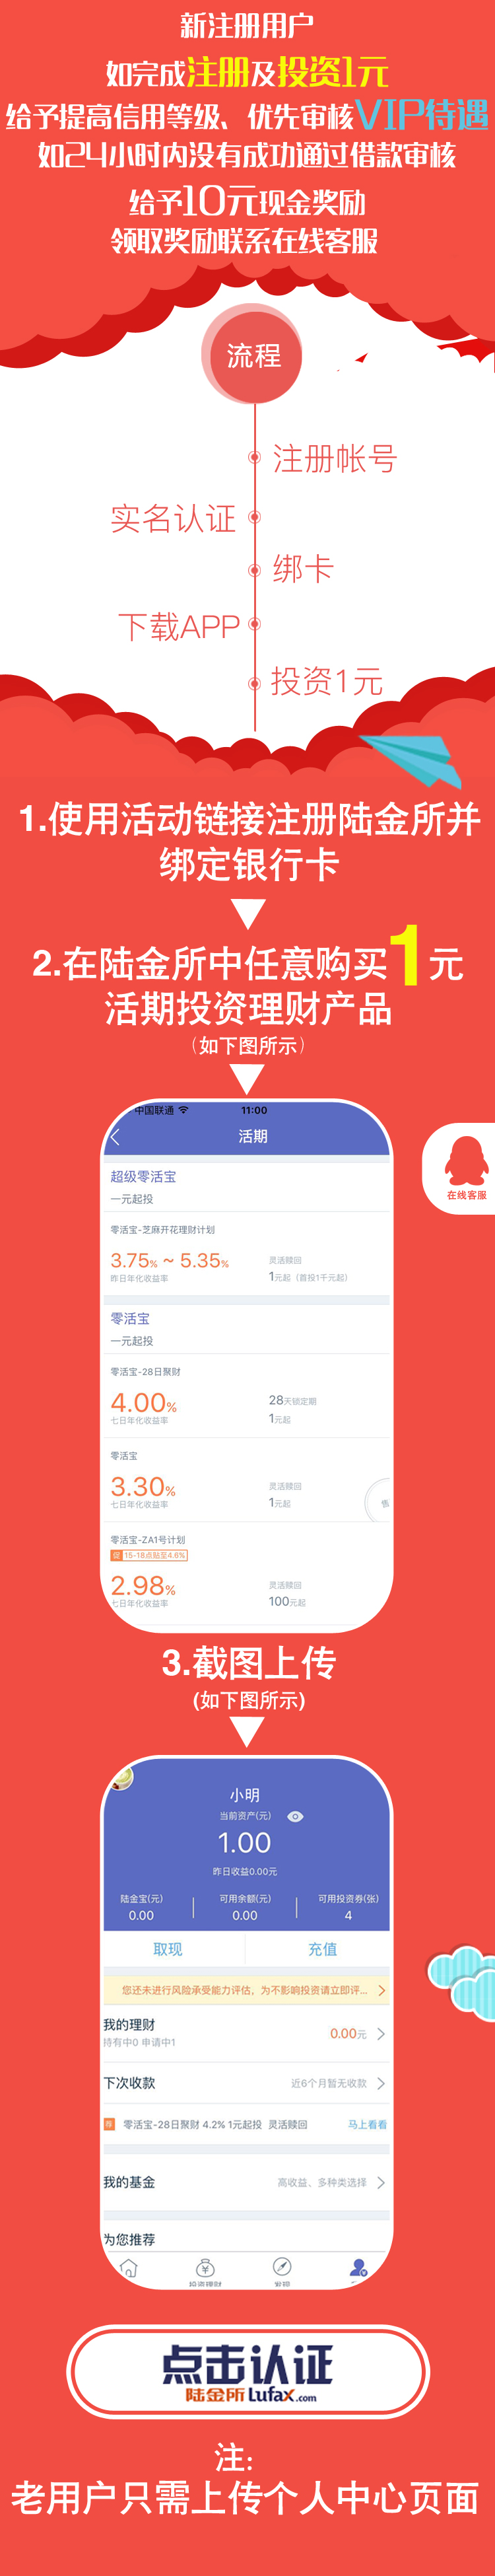 新注册用户
如完成注册及投资1元
给予提高信用等级、优先审核VIP待遇
如24小时内没有成功通过借款审核
给予10元现金奖励
领取奖励联系在线客服
流程
注册帐号
实名认证
绑卡
下载APP
投资1元
1.使用活动链接注册陆金所并
绑定银行卡
2.在陆金所中任意购买1元
活期投资理财产品
（如下图所示）
中国联通 11:00
活期
在线客服
超级零活宝
一元起投
零活宝-芝麻开花理财计划
3.75% ~ 5.35% 灵活赎回
昨日年化收益率 1元起（首投1千元起）
零活宝
一元起投
零活宝-28日聚财
4.00% 28天锁定期
七日年化收益率 1元起
零活宝
3.30% 灵活赎回
七日年化收益率 1元起
售
零活宝-ZA1号计划
促 15-18点贴至4.6%
2.98% 灵活赎回
七日年化收益率 100元起
3.截图上传
(如下图所示)
小明
当前资产(元)
1.00
昨日收益0.00元
陆金宝(元) 可用余额(元) 可用投资券(张)
0.00 0.00 4
取现 充值
您还未进行风险承受能力评估，为不影响投资请立即评...
我的理财 0.00元
持有中0 申请中1
下次收款 近6个月暂无收款
荐 零活宝-28日聚财 4.2% 1元起投 灵活赎回 马上看看
我的基金 高收益、多种类选择
为您推荐
投资理财 发现
点击认证
陆金所 Lufax.com
注:
老用户只需上传个人中心页面